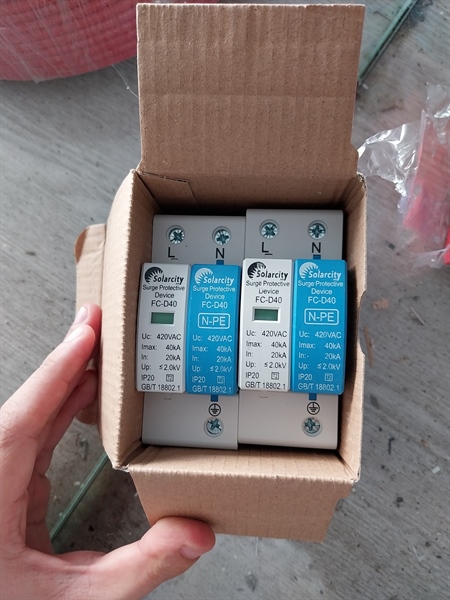 L N
Solarcity
Surge Protective
Device
FC-D40
Uc: 420VAC
Imax: 40kA
In: 20kA
Up: ≤2.0kV
IP20
GB/T 18802.1
Solarcity
Surge Protective
Device
FC-D40
N-PE
Uc: 420VAC
Imax: 40kA
In: 20kA
Up: ≤2.0kV
IP20
GB/T 18802.1
L N
Solarcity
Surge Protective
Device
FC-D40
Uc: 420VAC
Imax: 40kA
In: 20kA
Up: ≤2.0kV
IP20
GB/T 18802.1
Solarcity
Surge Protective
Device
FC-D40
N-PE
Uc: 420VAC
Imax: 40kA
In: 20kA
Up: ≤2.0kV
IP20
GB/T 18802.1